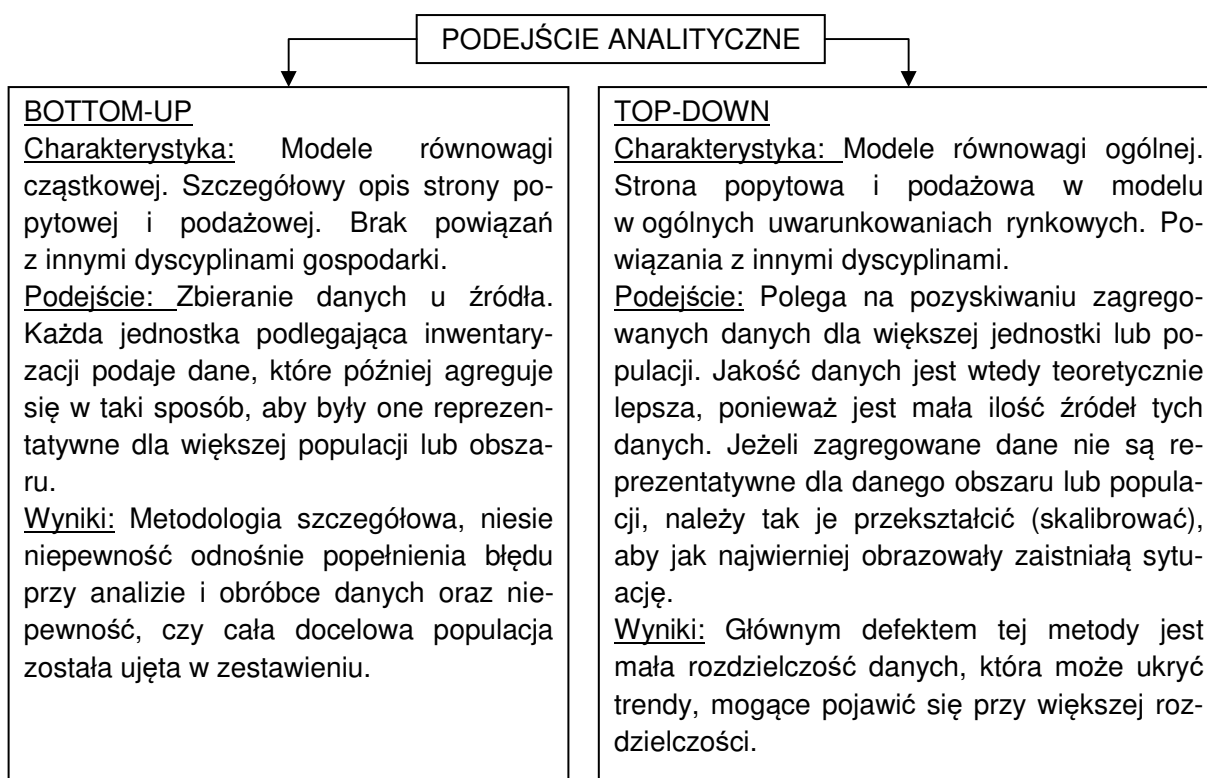 PODEJŚCIE ANALITYCZNE
BOTTOM-UP
Charakterystyka: Modele równowagi
cząstkowej. Szczegółowy opis strony po-
pytowej i podażowej. Brak powiązań
z innymi dyscyplinami gospodarki.
Podejście: Zbieranie danych u źródła.
Każda jednostka podlegająca inwentary-
zacji podaje dane, które później agreguje
się w taki sposób, aby były one reprezen-
tatywne dla większej populacji lub obsza-
ru.
Wyniki: Metodologia szczegółowa, niesie
niepewność odnośnie popełnienia błędu
przy analizie i obróbce danych oraz nie-
pewność, czy cała docelowa populacja
została ujęta w zestawieniu.
TOP-DOWN
Charakterystyka: Modele równowagi ogólnej.
Strona popytowa i podażowa w modelu
w ogólnych uwarunkowaniach rynkowych. Po-
wiązania z innymi dyscyplinami.
Podejście: Polega na pozyskiwaniu zagrego-
wanych danych dla większej jednostki lub po-
pulacji. Jakość danych jest wtedy teoretycznie
lepsza, ponieważ jest mała ilość źródeł tych
danych. Jeżeli zagregowane dane nie są re-
prezentatywne dla danego obszaru lub popula-
cji, należy tak je przekształcić (skalibrować),
aby jak najwierniej obrazowały zaistniałą sytu-
ację.
Wyniki: Głównym defektem tej metody jest
mała rozdzielczość danych, która może ukryć
trendy, mogące pojawić się przy większej roz-
dzielczości.